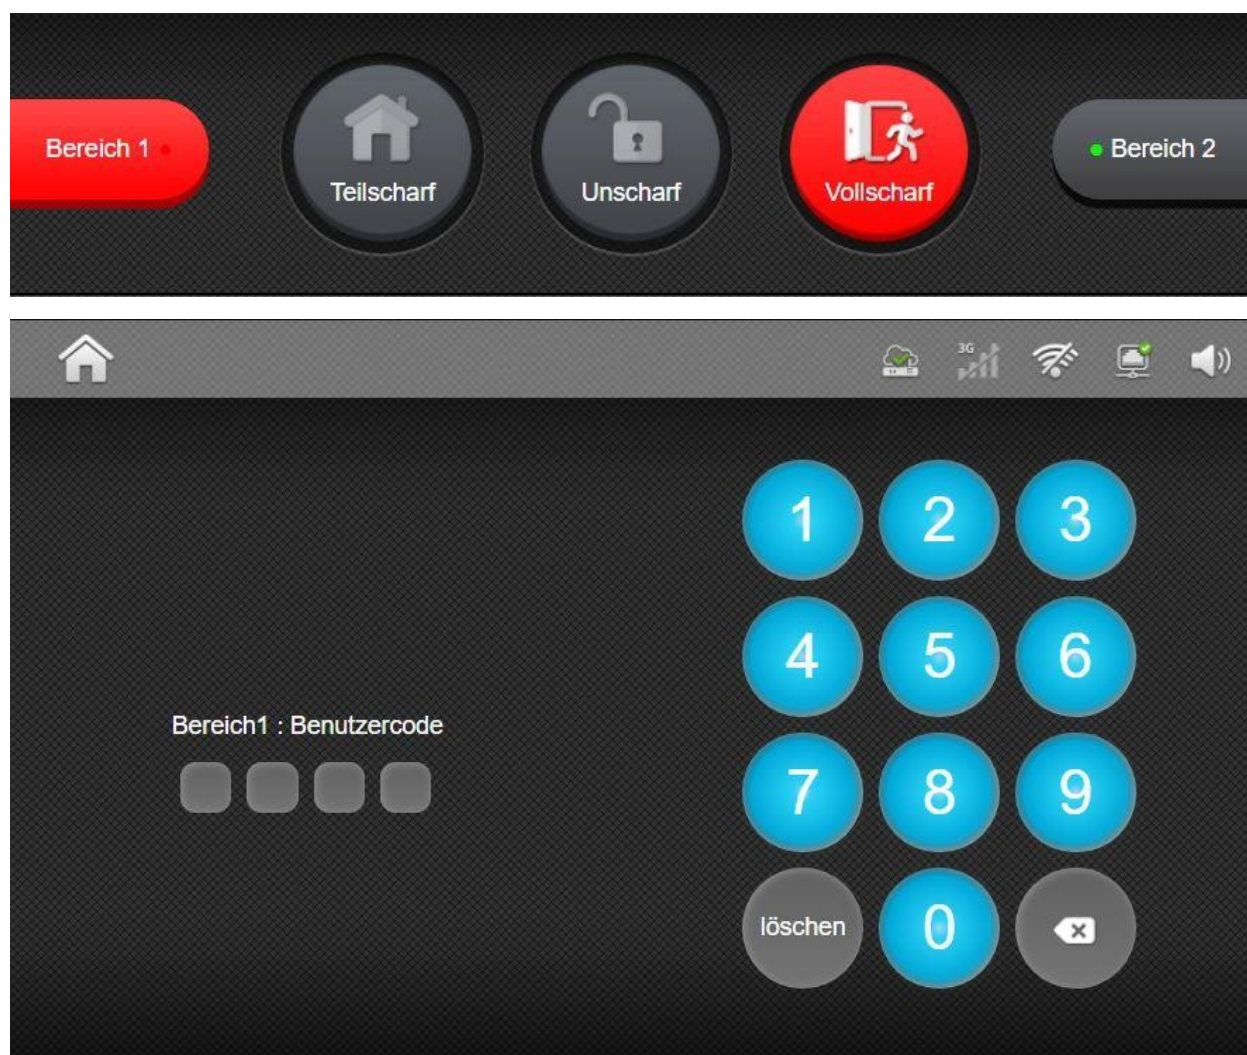 Bereich 1
Teilscharf
Unscharf
Vollscharf
Bereich 2
3G
1 2 3
4 5 6
Bereich1 : Benutzercode
7 8 9
löschen 0